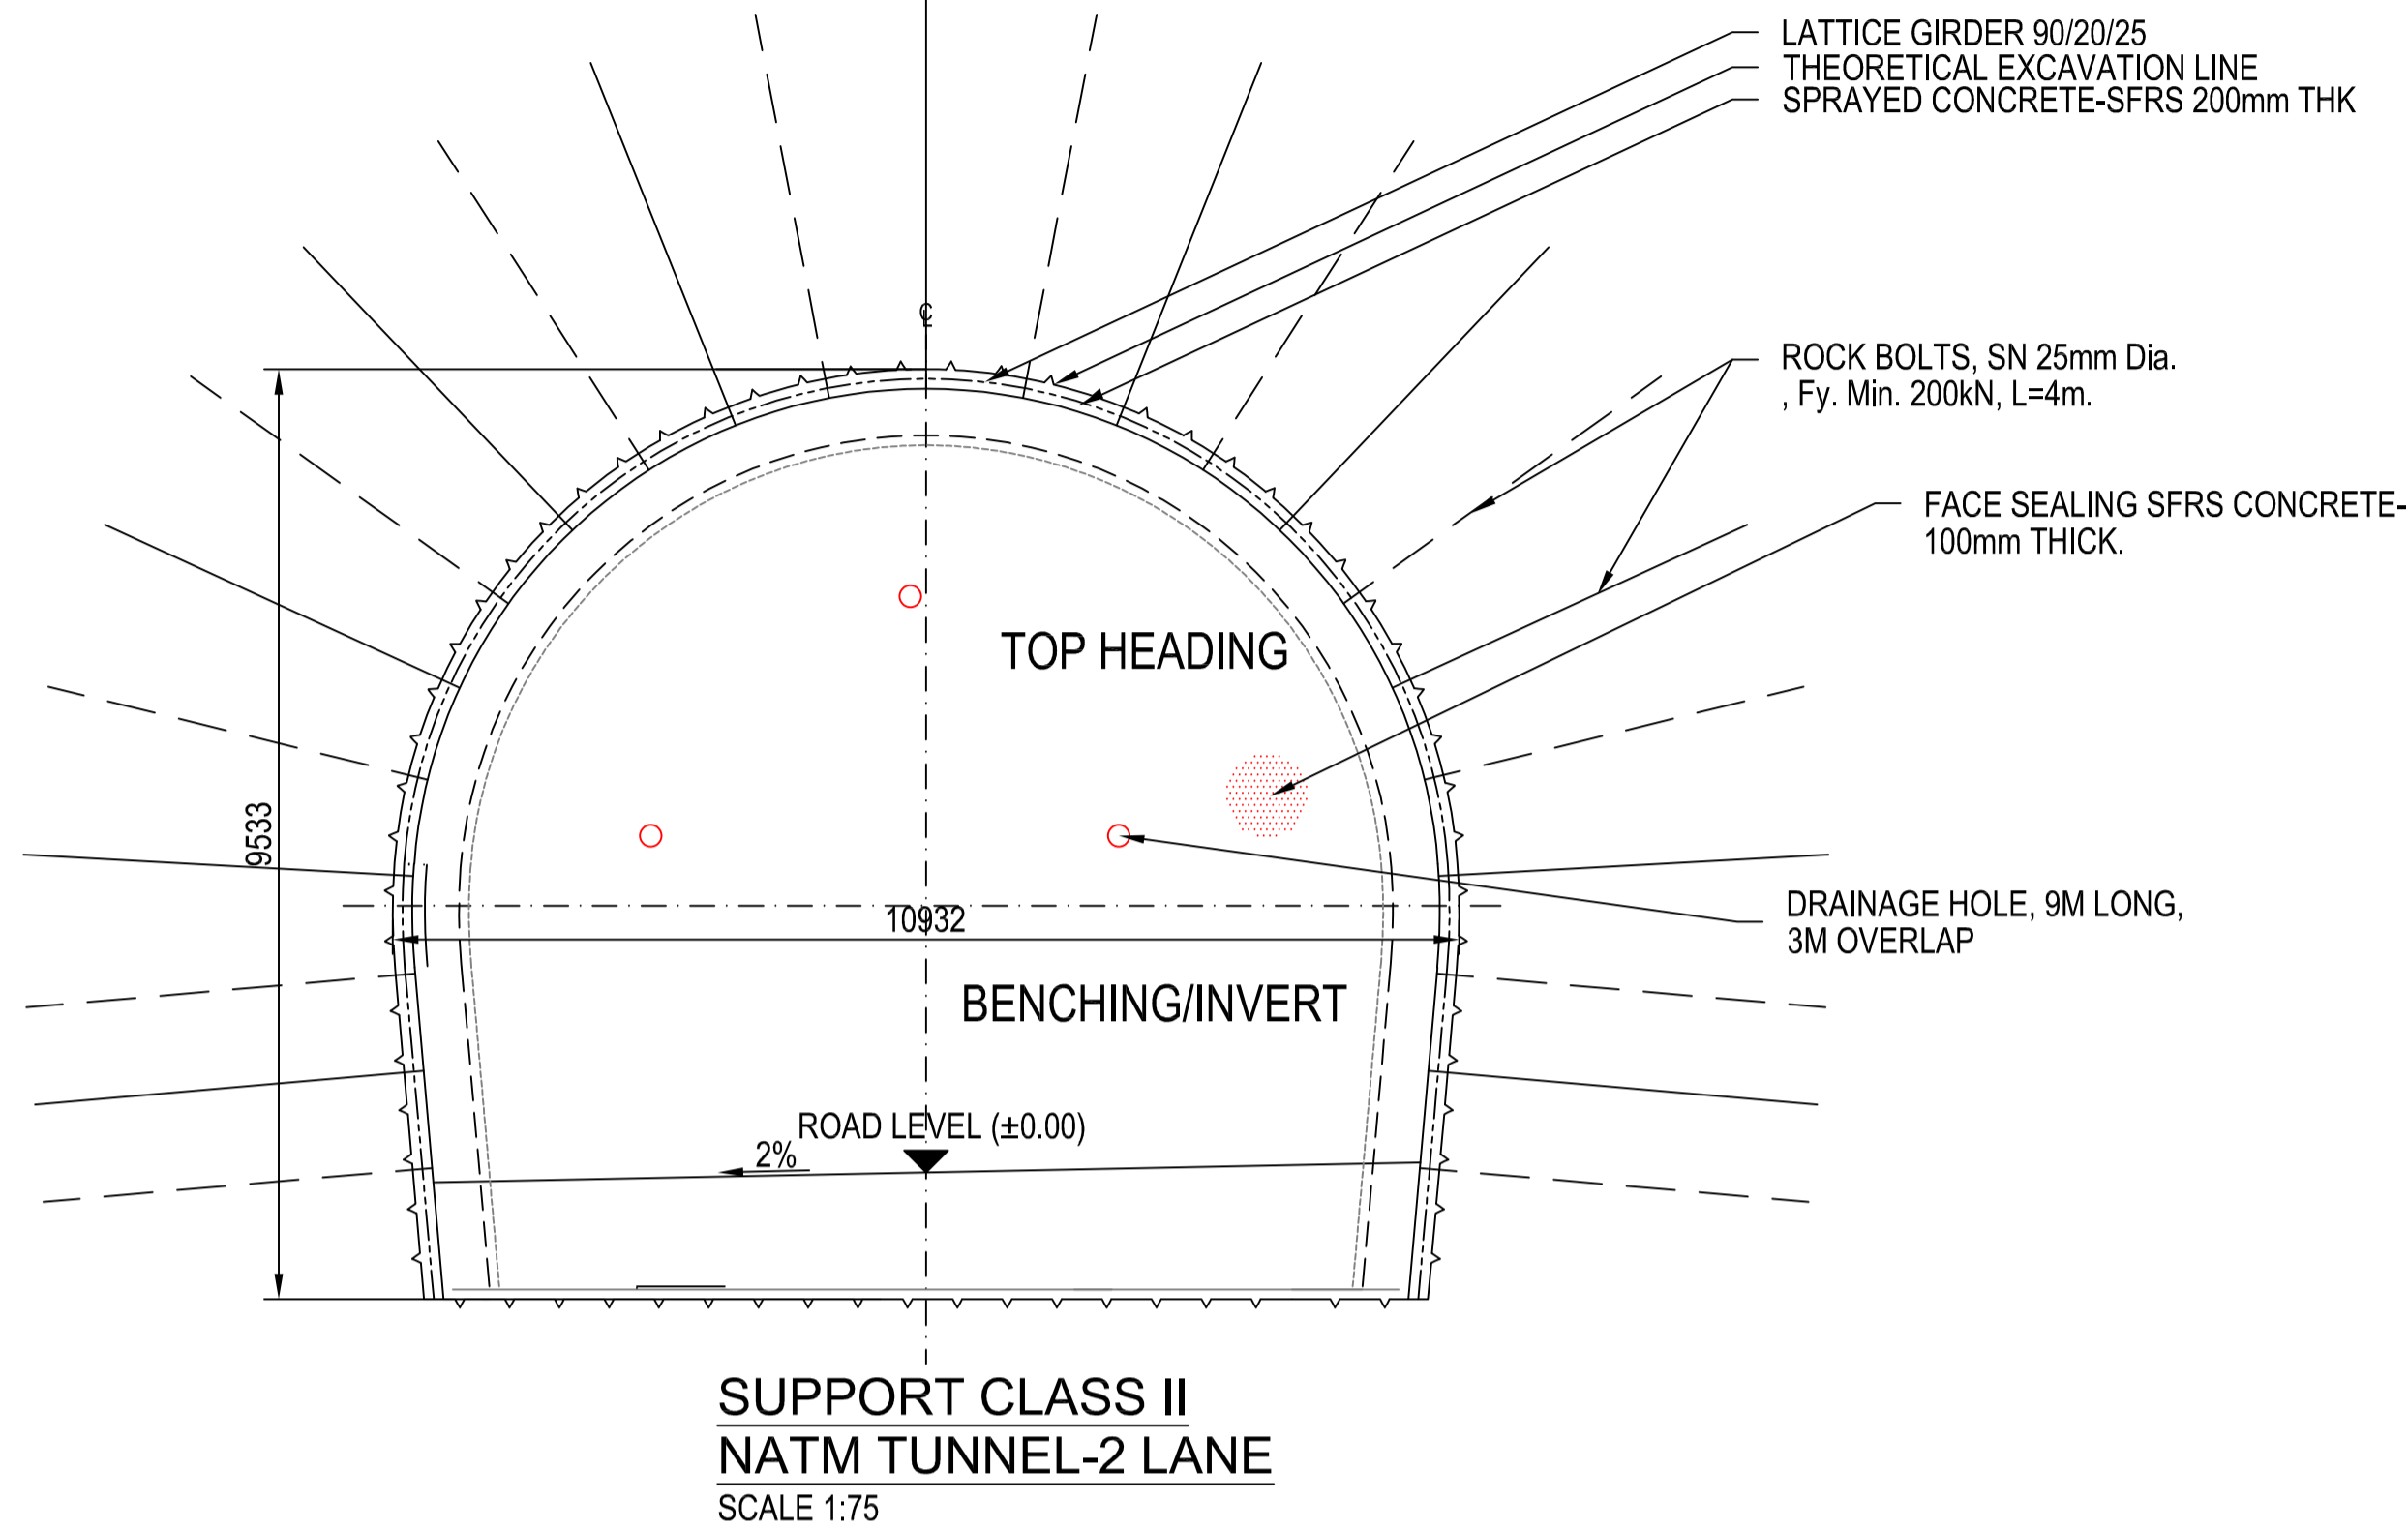 LATTICE GIRDER 90/20/25
THEORETICAL EXCAVATION LINE
SPRAYED CONCRETE-SFRS 200mm THK
℄
ROCK BOLTS, SN 25mm Dia.
, Fy. Min. 200kN, L=4m.
FACE SEALING SFRS CONCRETE-
100mm THICK.
TOP HEADING
9533
10932
DRAINAGE HOLE, 9M LONG,
3M OVERLAP
BENCHING/INVERT
ROAD LEVEL (±0.00)
2%
SUPPORT CLASS II
NATM TUNNEL-2 LANE
SCALE 1:75